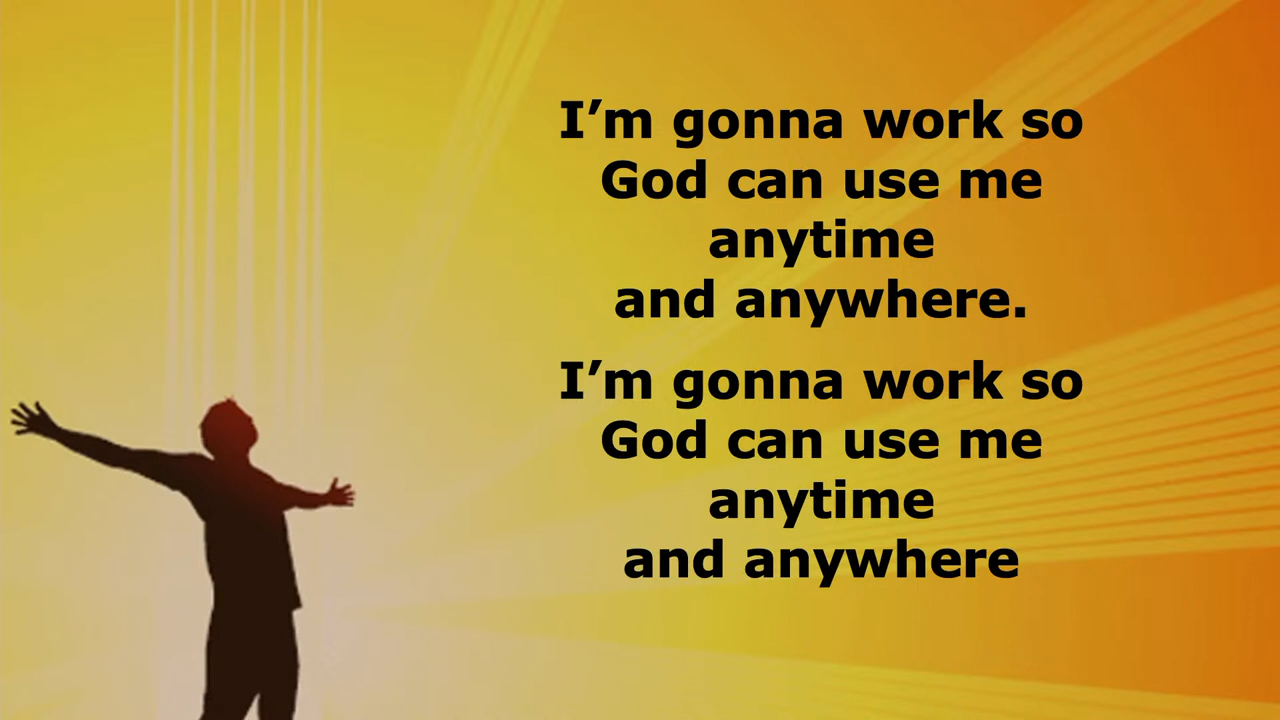 I’m gonna work so
God can use me
anytime
and anywhere.
I’m gonna work so
God can use me
anytime
and anywhere